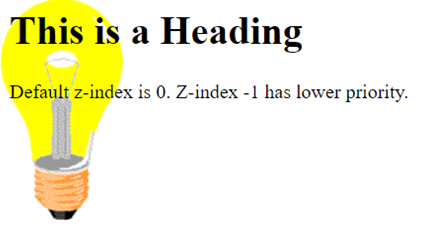 This is a Heading
Default z-index is 0. Z-index -1 has lower priority.